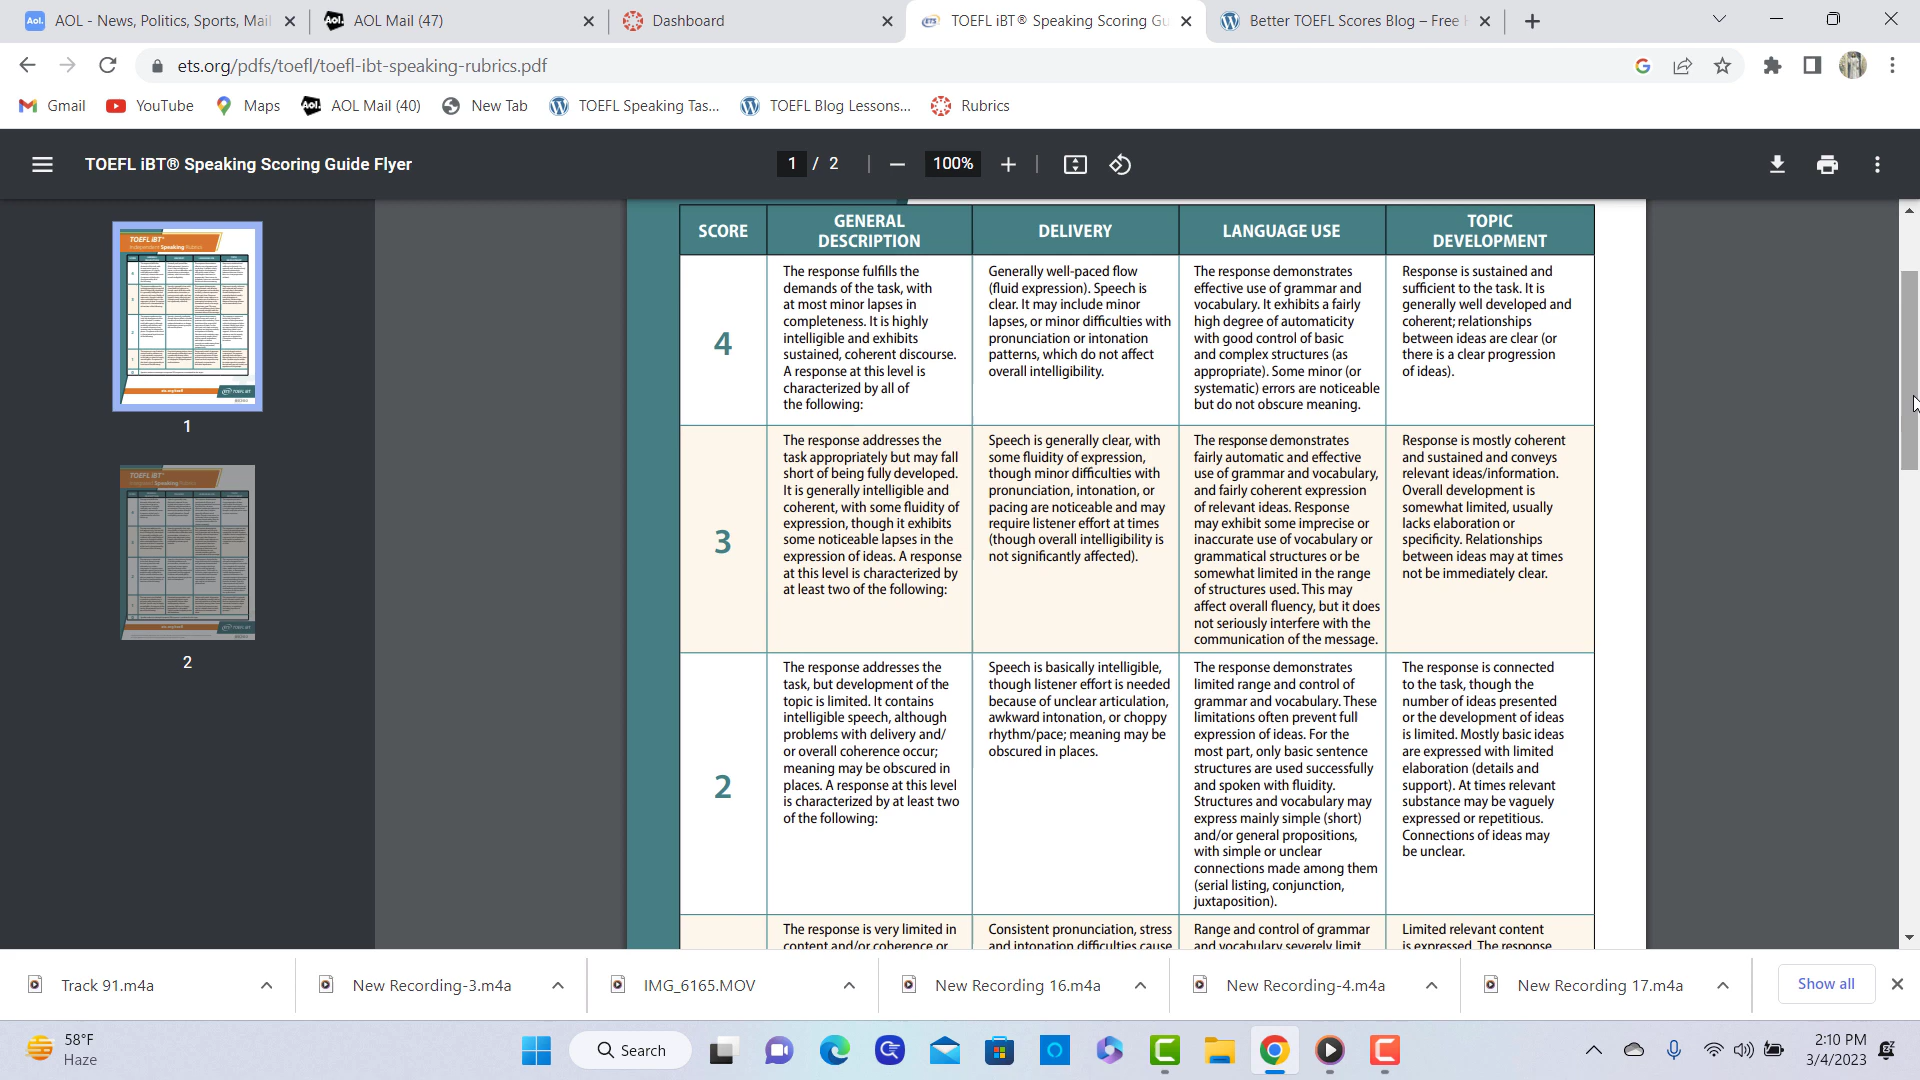 AOL - News, Politics, Sports, Mail
AOL Mail (47)
Dashboard
TOEFL iBT® Speaking Scoring Gu
Better TOEFL Scores Blog – Free
ets.org/pdfs/toefl/toefl-ibt-speaking-rubrics.pdf
Gmail
YouTube
Maps
AOL Mail (40)
New Tab
TOEFL Speaking Tas...
TOEFL Blog Lessons...
Rubrics
TOEFL iBT® Speaking Scoring Guide Flyer
1 / 2
100%
1
2
SCORE
GENERAL
DESCRIPTION
DELIVERY
LANGUAGE USE
TOPIC
DEVELOPMENT
4
The response fulfills the
demands of the task, with
at most minor lapses in
completeness. It is highly
intelligible and exhibits
sustained, coherent discourse.
A response at this level is
characterized by all of
the following:
Generally well-paced flow
(fluid expression). Speech is
clear. It may include minor
lapses, or minor difficulties with
pronunciation or intonation
patterns, which do not affect
overall intelligibility.
The response demonstrates
effective use of grammar and
vocabulary. It exhibits a fairly
high degree of automaticity
with good control of basic
and complex structures (as
appropriate). Some minor (or
systematic) errors are noticeable
but do not obscure meaning.
Response is sustained and
sufficient to the task. It is
generally well developed and
coherent; relationships
between ideas are clear (or
there is a clear progression
of ideas).
3
The response addresses the
task appropriately but may fall
short of being fully developed.
It is generally intelligible and
coherent, with some fluidity of
expression, though it exhibits
some noticeable lapses in the
expression of ideas. A response
at this level is characterized by
at least two of the following:
Speech is generally clear, with
some fluidity of expression,
though minor difficulties with
pronunciation, intonation, or
pacing are noticeable and may
require listener effort at times
(though overall intelligibility is
not significantly affected).
The response demonstrates
fairly automatic and effective
use of grammar and vocabulary,
and fairly coherent expression
of relevant ideas. Response
may exhibit some imprecise or
inaccurate use of vocabulary or
grammatical structures or be
somewhat limited in the range
of structures used. This may
affect overall fluency, but it does
not seriously interfere with the
communication of the message.
Response is mostly coherent
and sustained and conveys
relevant ideas/information.
Overall development is
somewhat limited, usually
lacks elaboration or
specificity. Relationships
between ideas may at times
not be immediately clear.
2
The response addresses the
task, but development of the
topic is limited. It contains
intelligible speech, although
problems with delivery and/
or overall coherence occur;
meaning may be obscured in
places. A response at this level
is characterized by at least two
of the following:
Speech is basically intelligible,
though listener effort is needed
because of unclear articulation,
awkward intonation, or choppy
rhythm/pace; meaning may be
obscured in places.
The response demonstrates
limited range and control of
grammar and vocabulary. These
limitations often prevent full
expression of ideas. For the
most part, only basic sentence
structures are used successfully
and spoken with fluidity.
Structures and vocabulary may
express mainly simple (short)
and/or general propositions,
with simple or unclear
connections made among them
(serial listing, conjunction,
juxtaposition).
The response is connected
to the task, though the
number of ideas presented
or the development of ideas
is limited. Mostly basic ideas
are expressed with limited
elaboration (details and
support). At times relevant
substance may be vaguely
expressed or repetitious.
Connections of ideas may
be unclear.
The response is very limited in
content and/or coherence or
Consistent pronunciation, stress
and intonation difficulties cause
Range and control of grammar
and vocabulary severely limit
Limited relevant content
is expressed. The response
Track 91.m4a
New Recording-3.m4a
IMG_6165.MOV
New Recording 16.m4a
New Recording-4.m4a
New Recording 17.m4a
Show all
58°F
Haze
Search
2:10 PM
3/4/2023